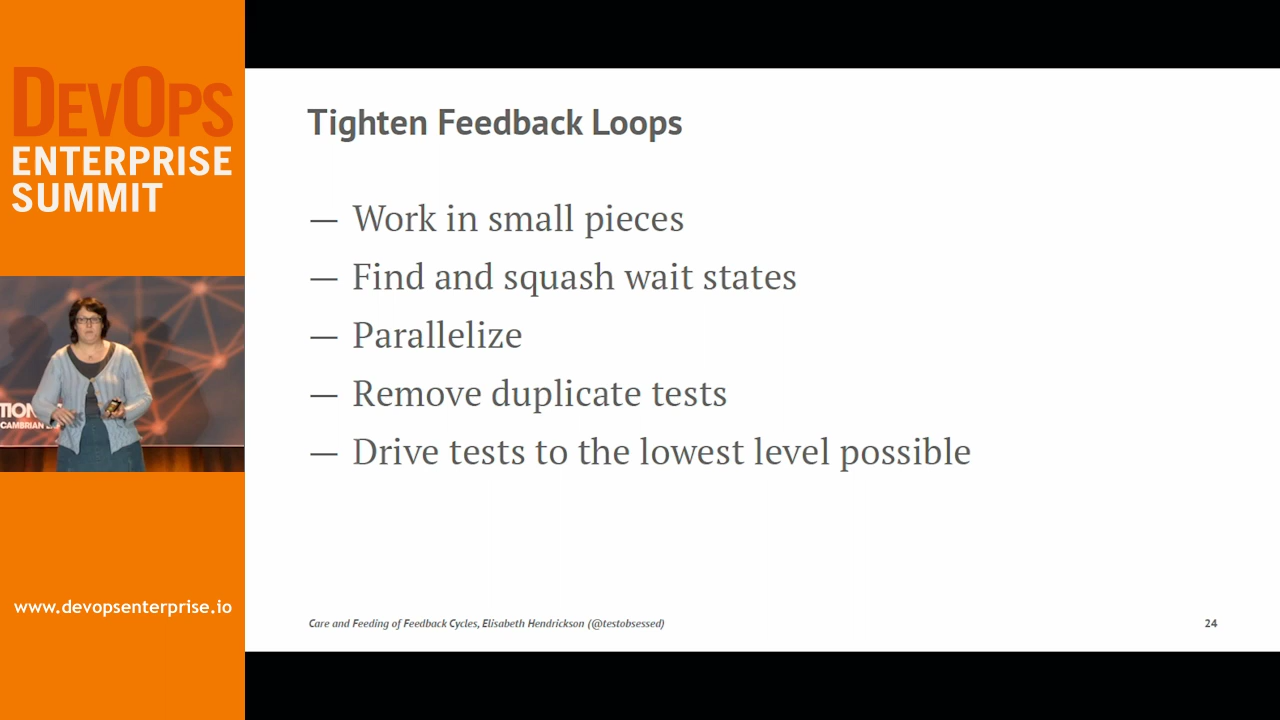 DEVOPS
ENTERPRISE
SUMMIT
TION
CAMBRIAN
www.devopsenterprise.io
Tighten Feedback Loops
— Work in small pieces
— Find and squash wait states
— Parallelize
— Remove duplicate tests
— Drive tests to the lowest level possible
Care and Feeding of Feedback Cycles, Elisabeth Hendrickson (@testobsessed)
24